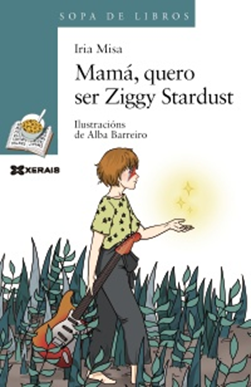 SOPA DE LIBROS
Iria Misa
Mamá, quero
ser Ziggy Stardust
Ilustracións
de Alba Barreiro
XERAIS